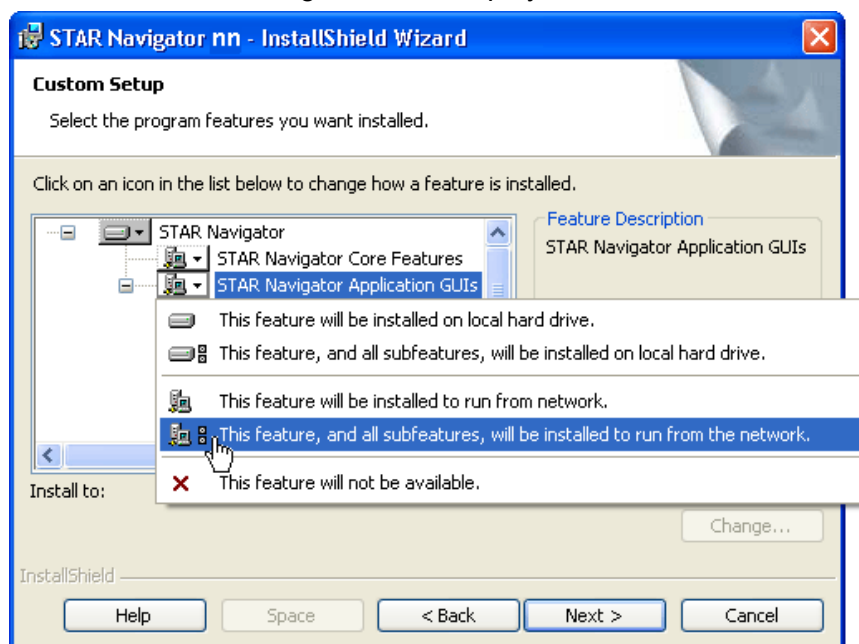 STAR Navigator nn - InstallShield Wizard
Custom Setup
Select the program features you want installed.
Click on an icon in the list below to change how a feature is installed.
STAR Navigator
STAR Navigator Core Features
STAR Navigator Application GUIs
Feature Description
STAR Navigator Application GUIs
This feature will be installed on local hard drive.
This feature, and all subfeatures, will be installed on local hard drive.
This feature will be installed to run from network.
This feature, and all subfeatures, will be installed to run from the network.
This feature will not be available.
Install to:
Change...
InstallShield
Help
Space
< Back
Next >
Cancel